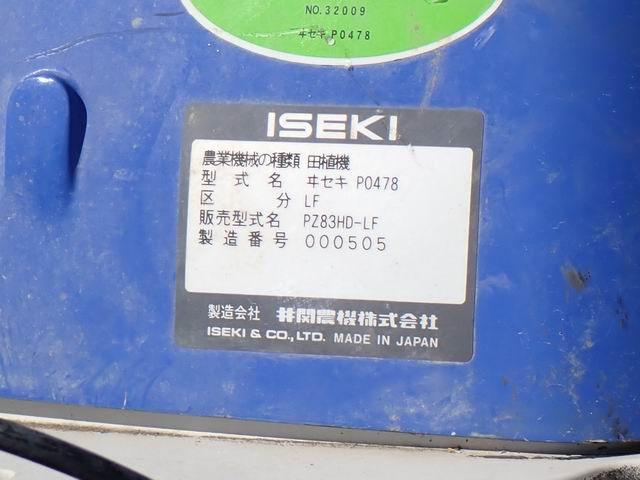 NO.32009
ヰセキ P0478
ISEKI
農業機械の種類 田植機
型式名 ヰセキ P0478
区分 LF
販売型式名 PZ83HD-LF
製造番号 000505
製造会社 井関農機株式会社
ISEKI & CO., LTD. MADE IN JAPAN